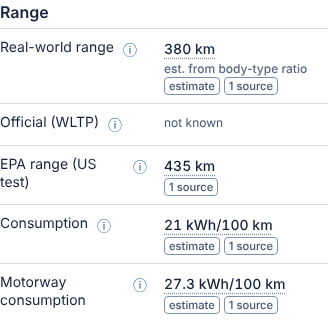 Range
Real-world range ⓘ 380 km
est. from body-type ratio
estimate 1 source
Official (WLTP) ⓘ not known
EPA range (US ⓘ 435 km
test) 1 source
Consumption ⓘ 21 kWh/100 km
estimate 1 source
Motorway ⓘ 27.3 kWh/100 km
consumption estimate 1 source